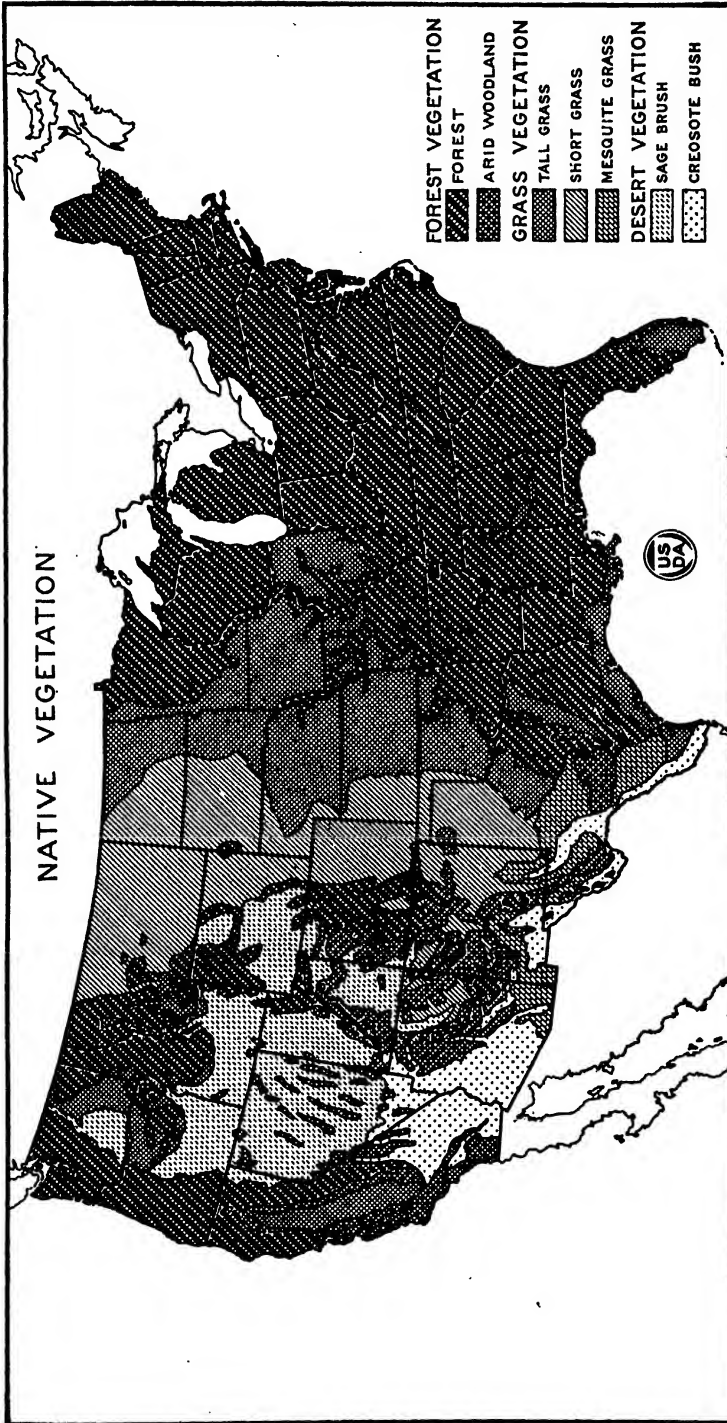 NATIVE VEGETATION
FOREST VEGETATION
FOREST
ARID WOODLAND
GRASS VEGETATION
TALL GRASS
SHORT GRASS
MESQUITE GRASS
DESERT VEGETATION
SAGE BRUSH
CREOSOTE BUSH
US
DA